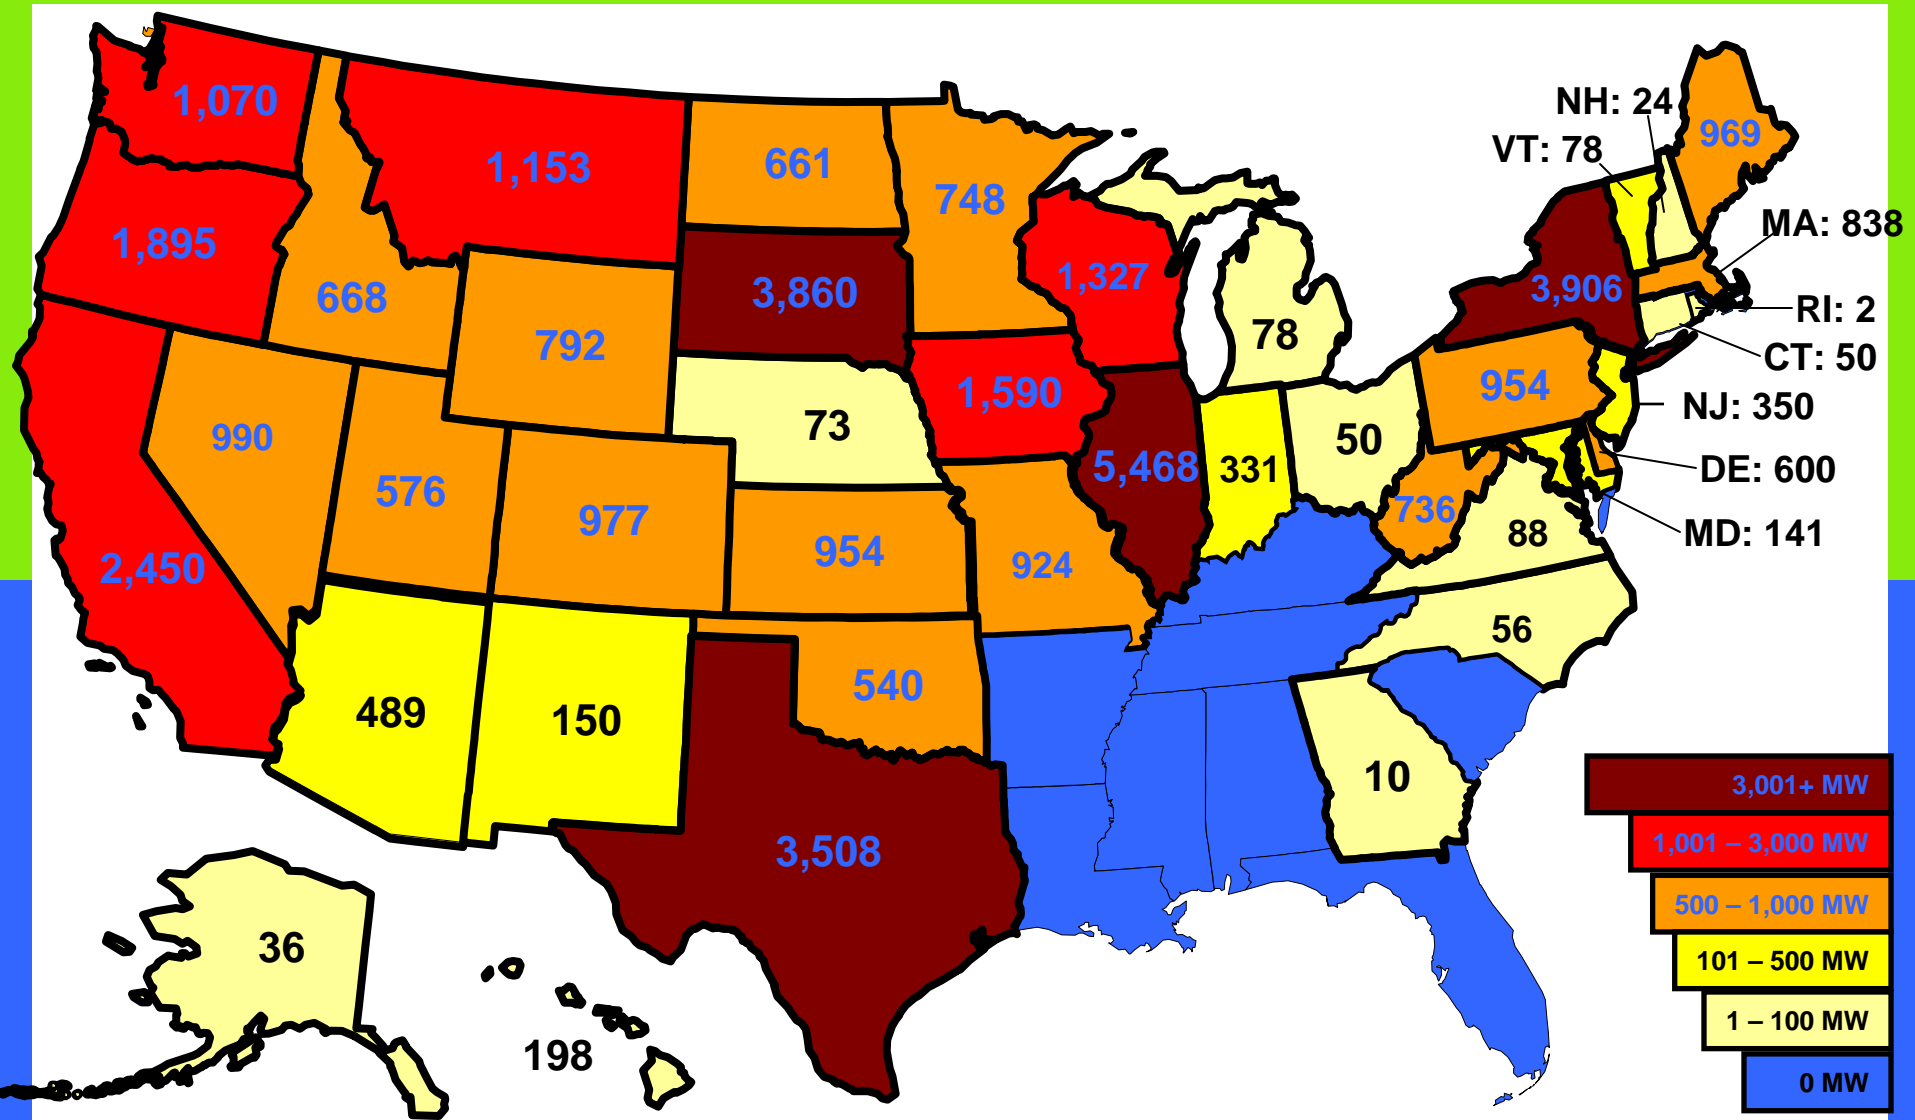 1,070
1,153
661
748
NH: 24
VT: 78
969
MA: 838
1,895
668
792
3,860
1,327
3,906
RI: 2
78
CT: 50
73
1,590
954
NJ: 350
990
576
977
954
924
5,468
331
50
736
DE: 600
88
MD: 141
2,450
56
489
150
540
10
3,508
36
198
3,001+ MW
1,001 – 3,000 MW
500 – 1,000 MW
101 – 500 MW
1 – 100 MW
0 MW